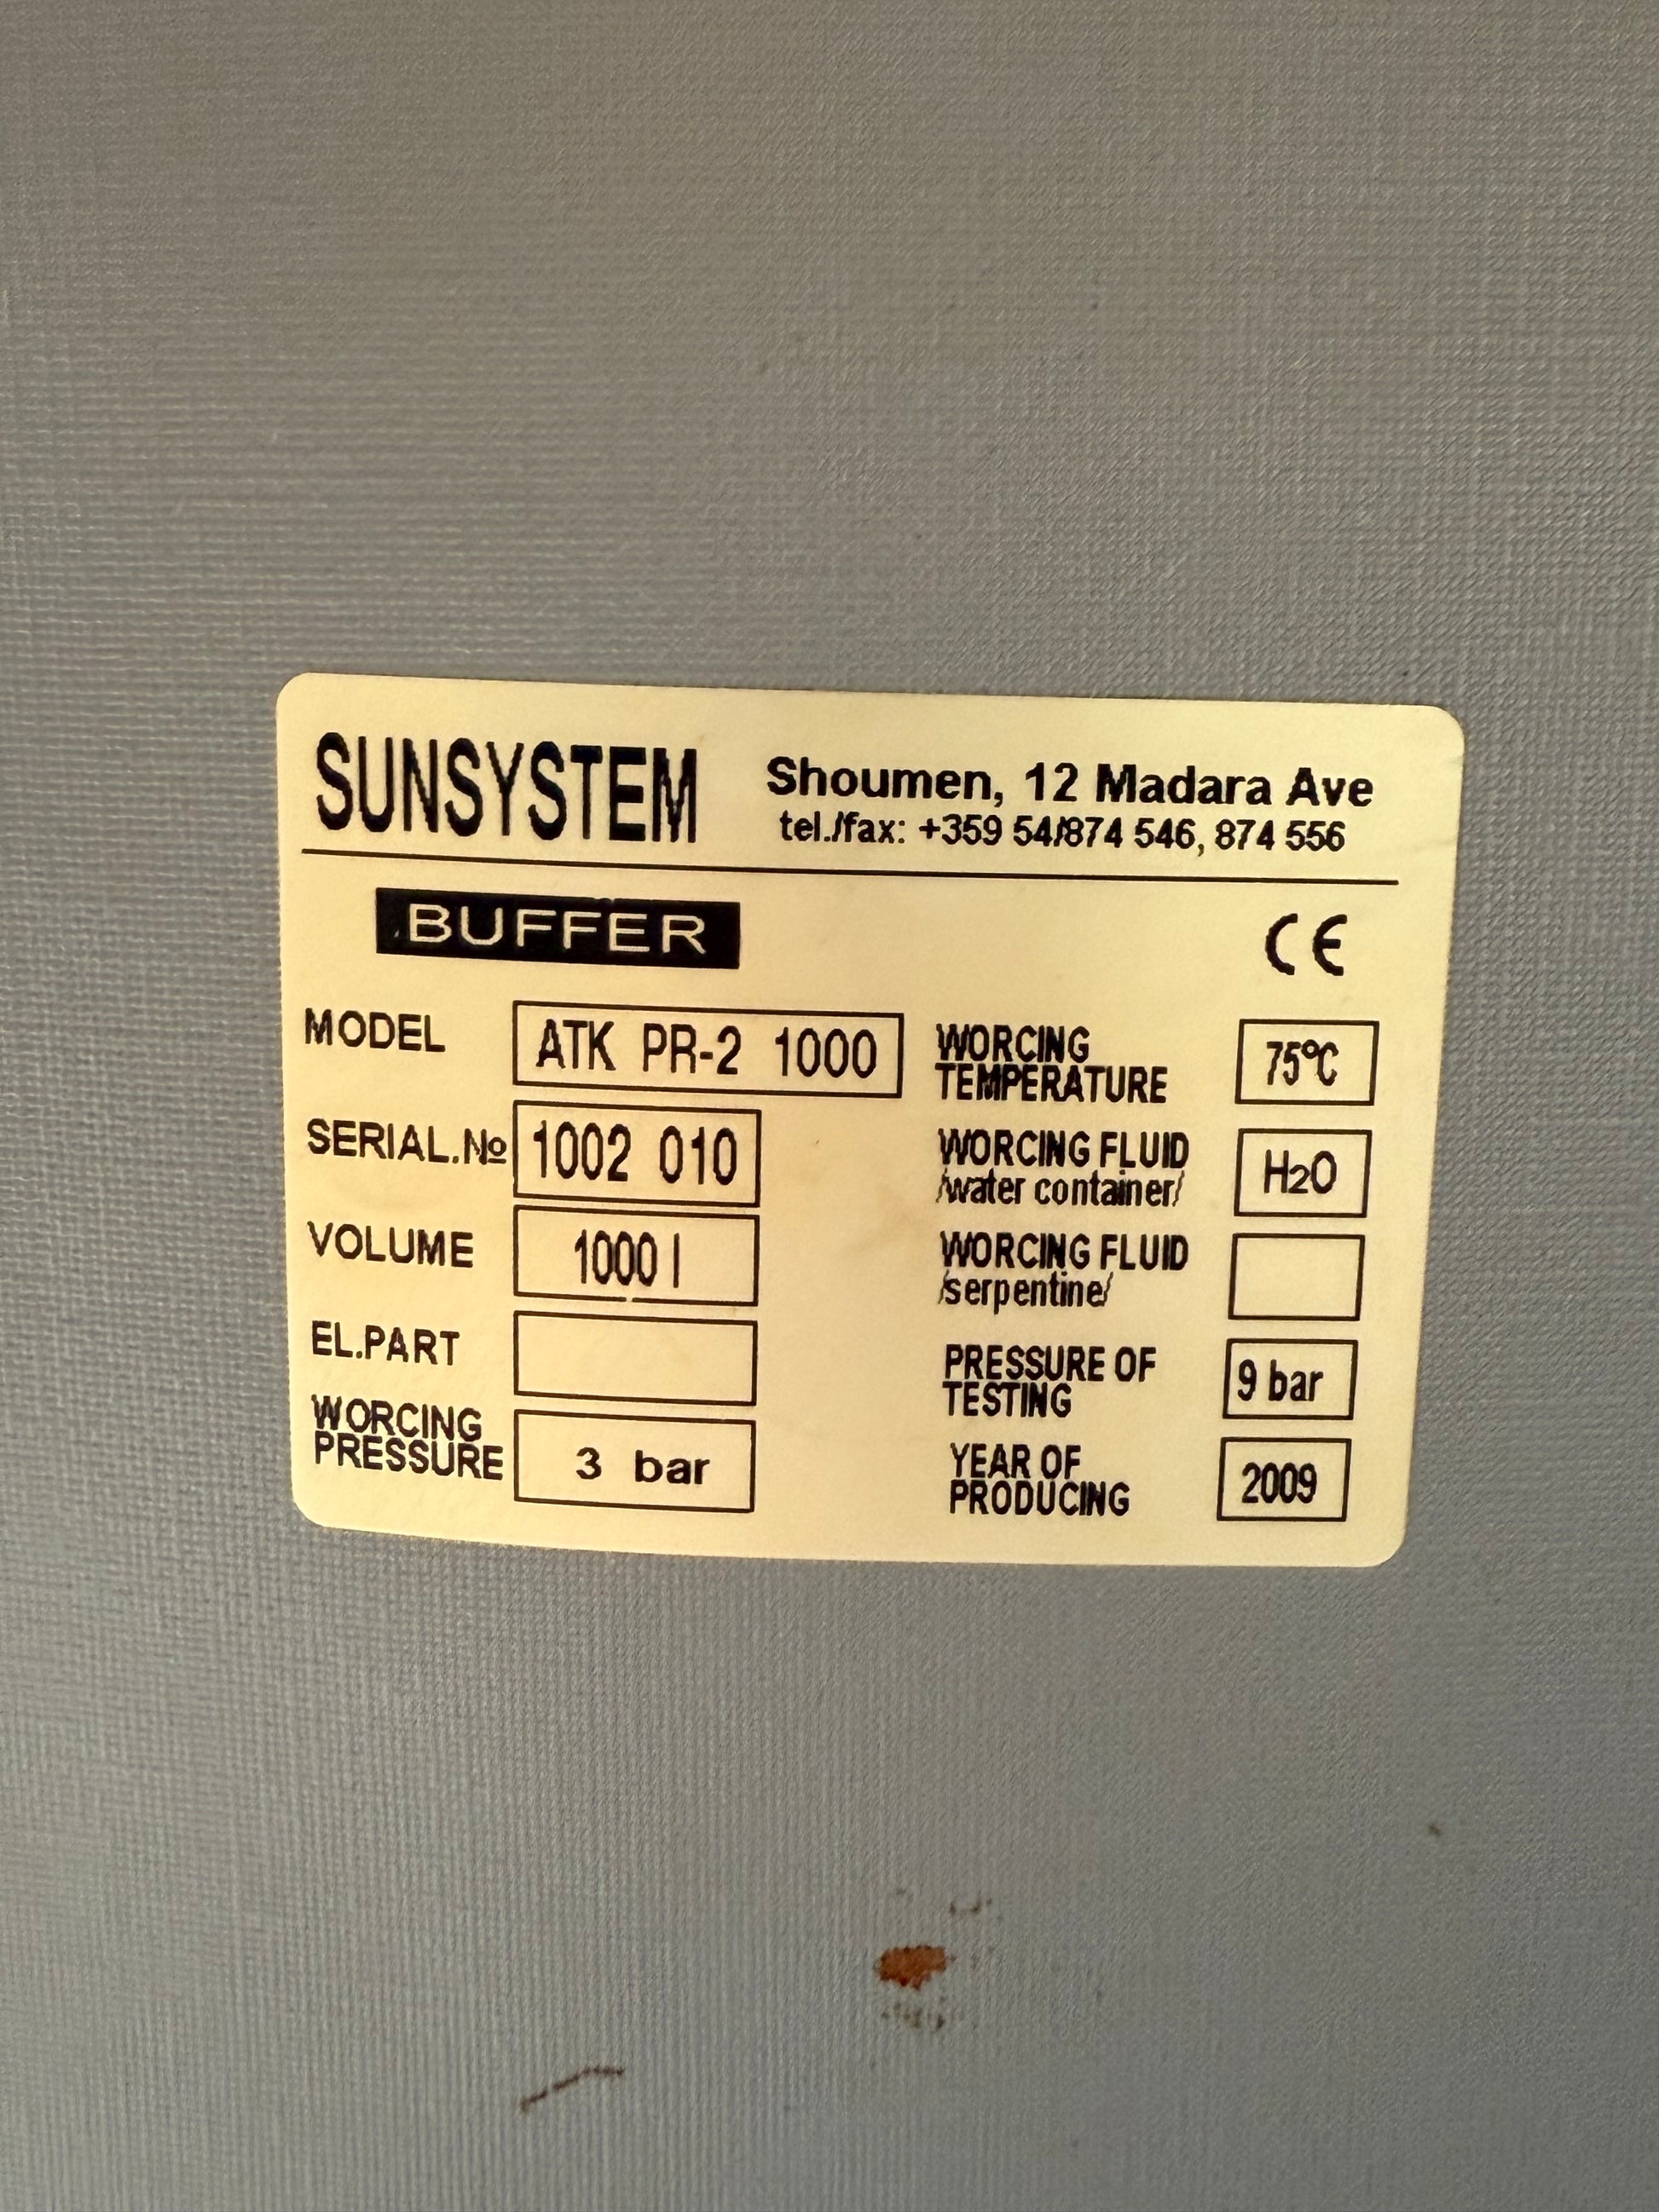 SUNSYSTEM
Shoumen, 12 Madara Ave
tel./fax: +359 54/874 546, 874 556
BUFFER
CE
MODEL
ATK PR-2 1000
SERIAL.№
1002 010
VOLUME
1000 l
EL.PART
WORCING
PRESSURE
3 bar
WORCING
TEMPERATURE
75°C
WORCING FLUID
/water container/
H2O
WORCING FLUID
/serpentine/
PRESSURE OF
TESTING
9 bar
YEAR OF
PRODUCING
2009